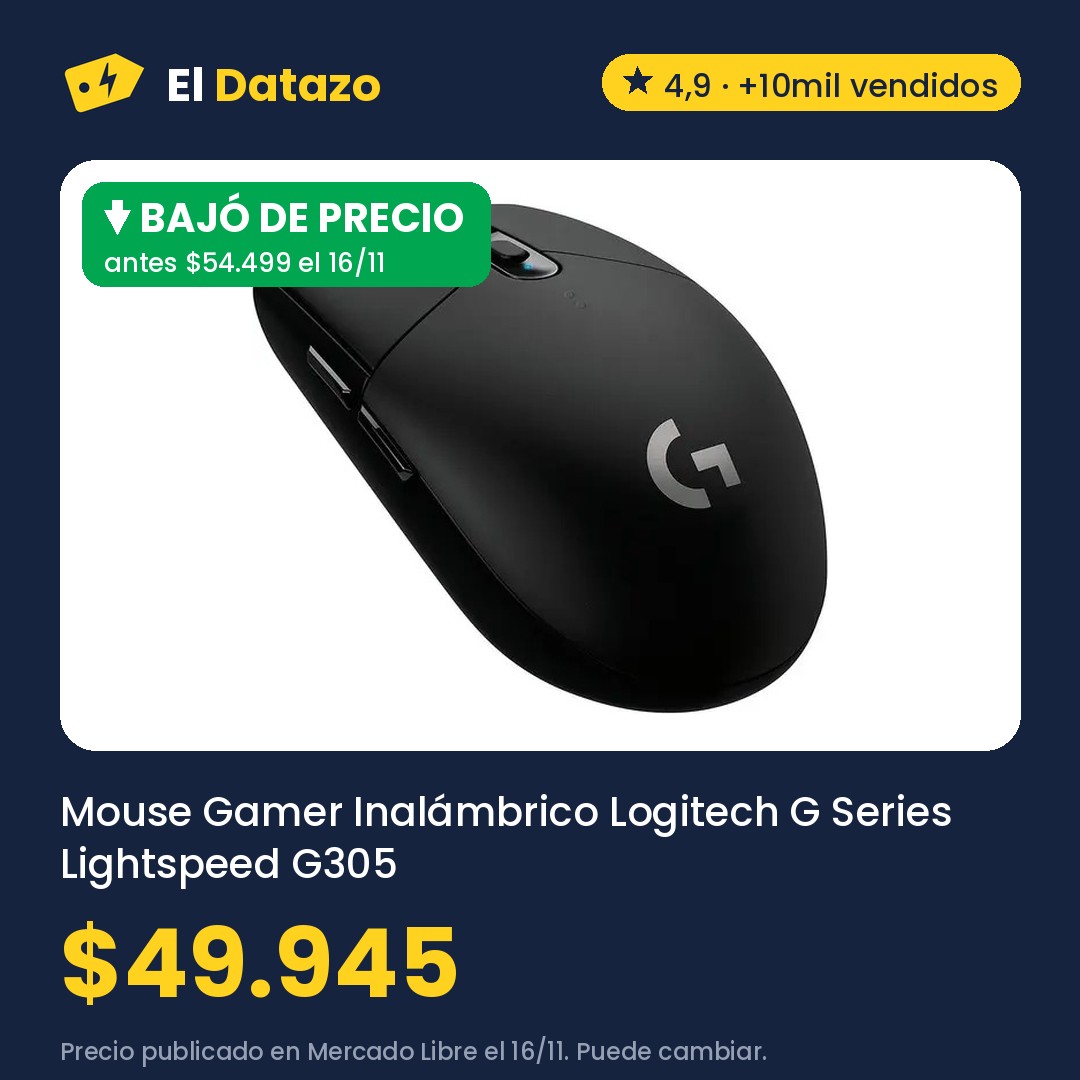 El Datazo
★ 4,9 · +10mil vendidos
BAJÓ DE PRECIO
antes $54.499 el 16/11
Mouse Gamer Inalámbrico Logitech G Series
Lightspeed G305
$49.945
Precio publicado en Mercado Libre el 16/11. Puede cambiar.